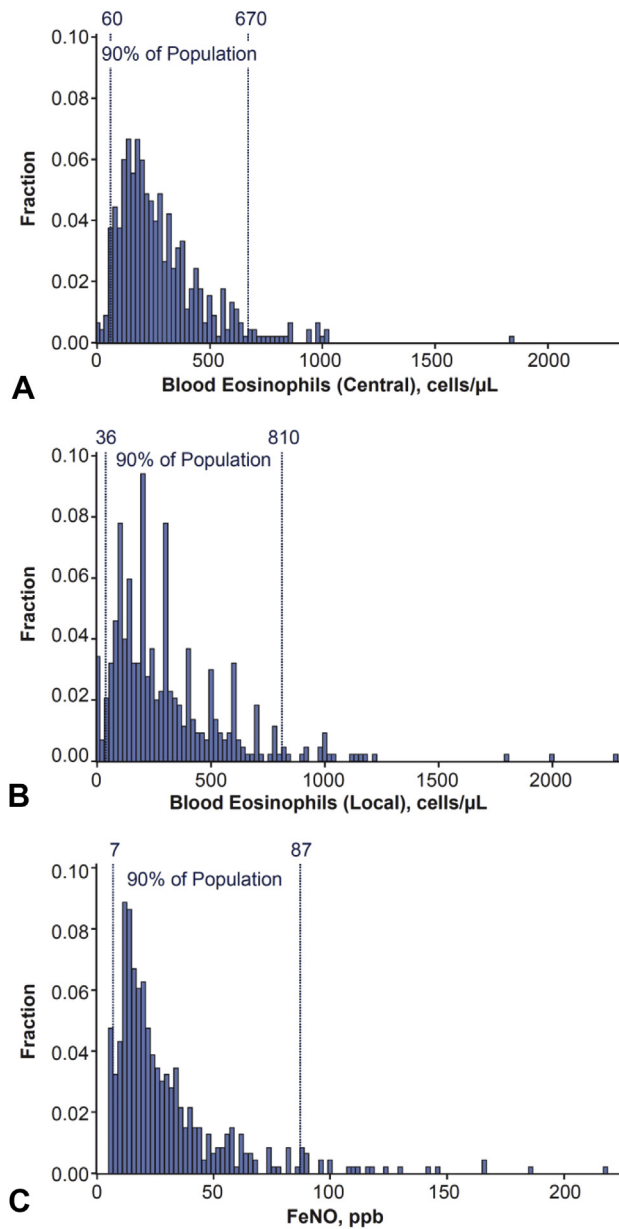 60 670
0.10
90% of Population
0.08
0.06
0.04
0.02
0.00
Fraction
0 500 1000 1500 2000
Blood Eosinophils (Central), cells/µL
A
36 810
0.10
90% of Population
0.08
0.06
0.04
0.02
0.00
Fraction
0 500 1000 1500 2000
Blood Eosinophils (Local), cells/µL
B
7 87
0.10
90% of Population
0.08
0.06
0.04
0.02
0.00
Fraction
0 50 100 150 200
FeNO, ppb
C